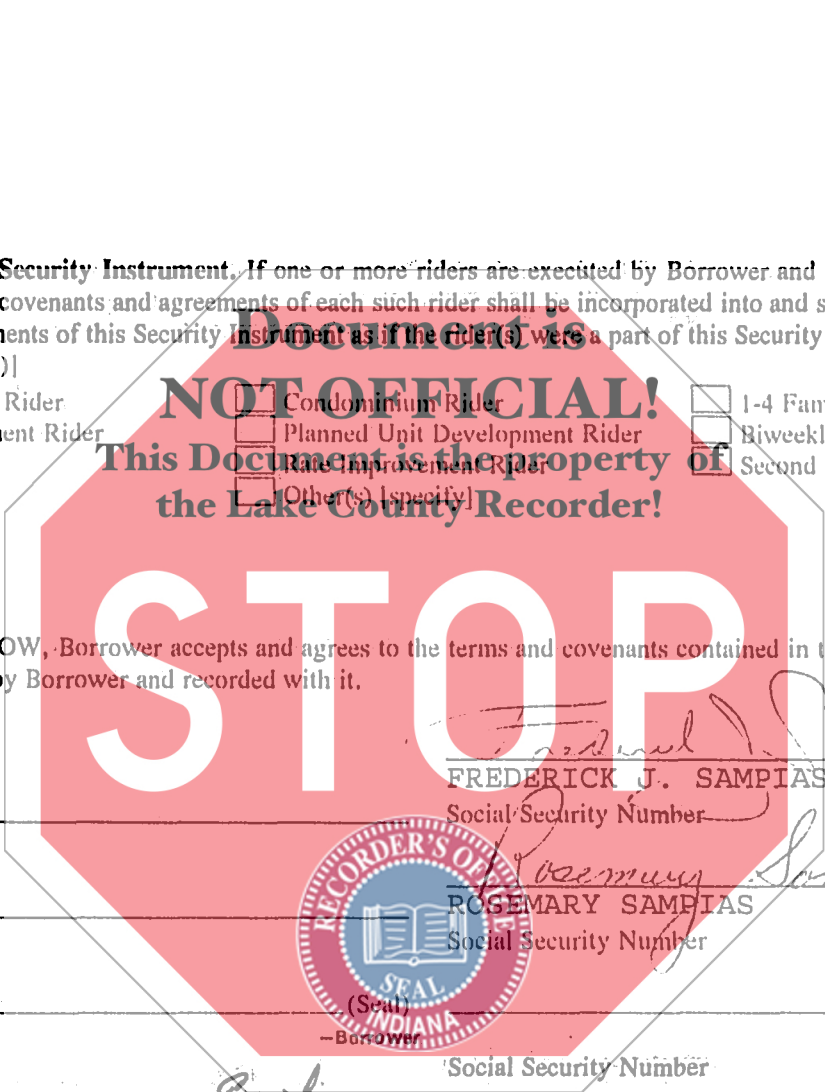 Security Instrument. If one or more riders are executed by Borrower and
covenants and agreements of each such rider shall be incorporated into and s
ents of this Security Instrument as if the rider(s) were a part of this Security
)]
Document is
NOT OFFICIAL!
This Document is the property of
the Lake County Recorder!
Rider
Condominium Rider
1-4 Fam
ent Rider
Planned Unit Development Rider
Biweekl
Rate Improvement Rider
Second
Other(s) [specify]
STOP
OW, Borrower accepts and agrees to the terms and covenants contained in t
y Borrower and recorded with it.
FREDERICK J. SAMPIAS
Social Security Number
Rosemary
ROSEMARY SAMPIAS
Social Security Number
RECORDER'S OFFICE
SEAL
INDIANA
(Seal)
–Borrower
Social Security Number